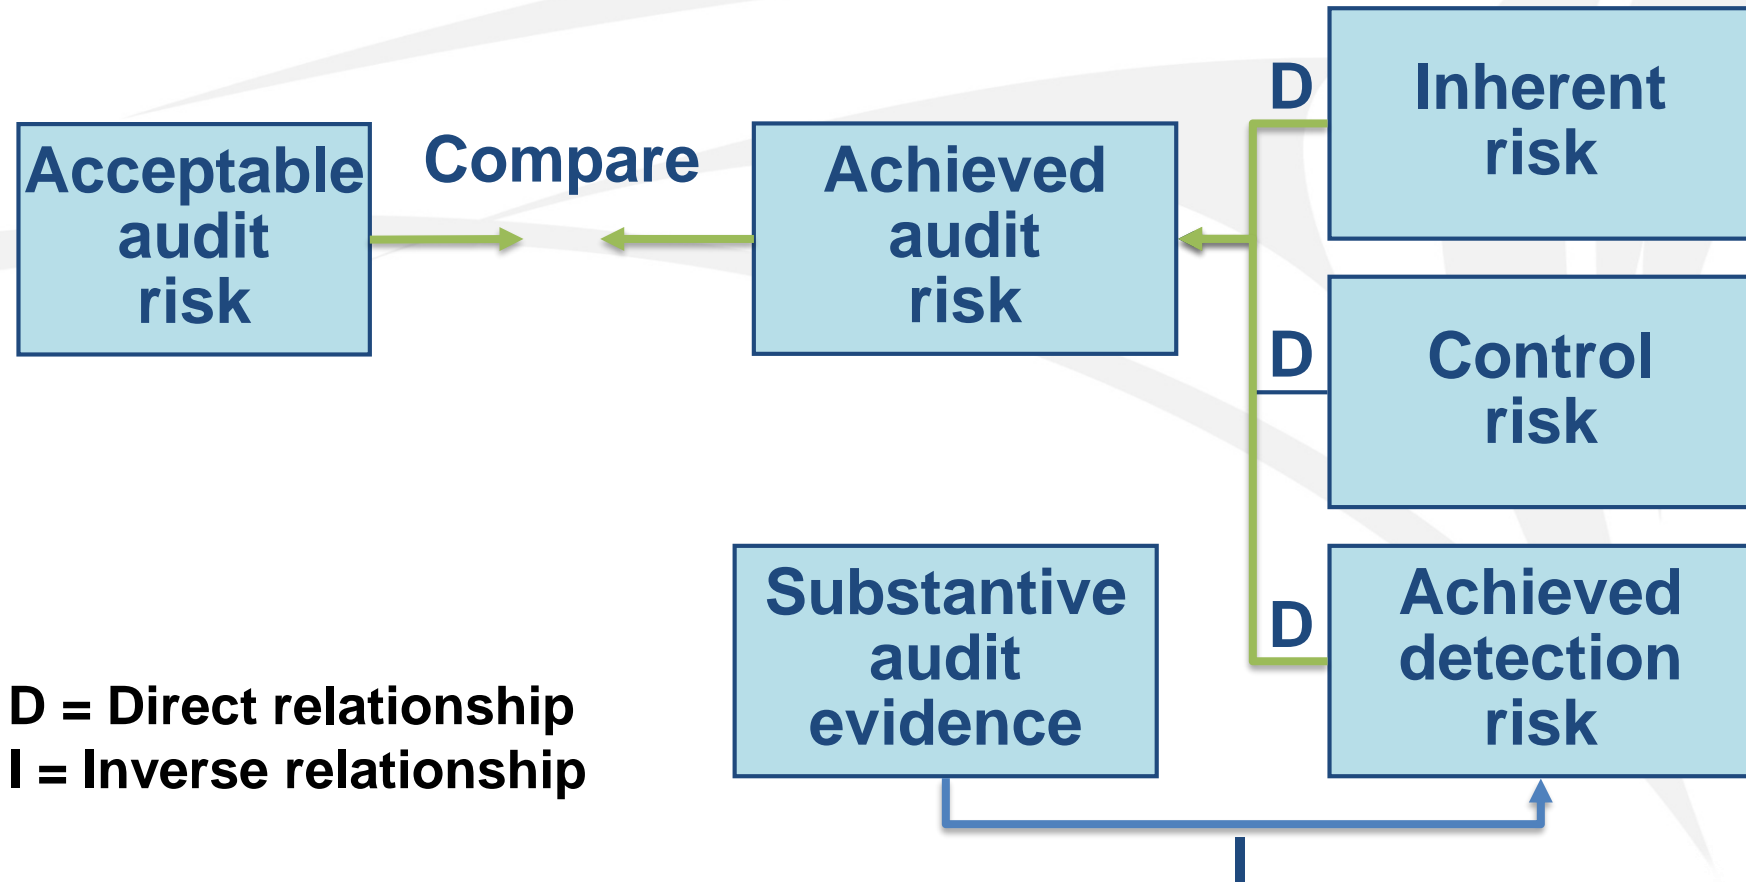 Acceptable
audit
risk
Compare
Achieved
audit
risk
D
Inherent
risk
D
Control
risk
Substantive
audit
evidence
D
Achieved
detection
risk
I
D = Direct relationship
I = Inverse relationship